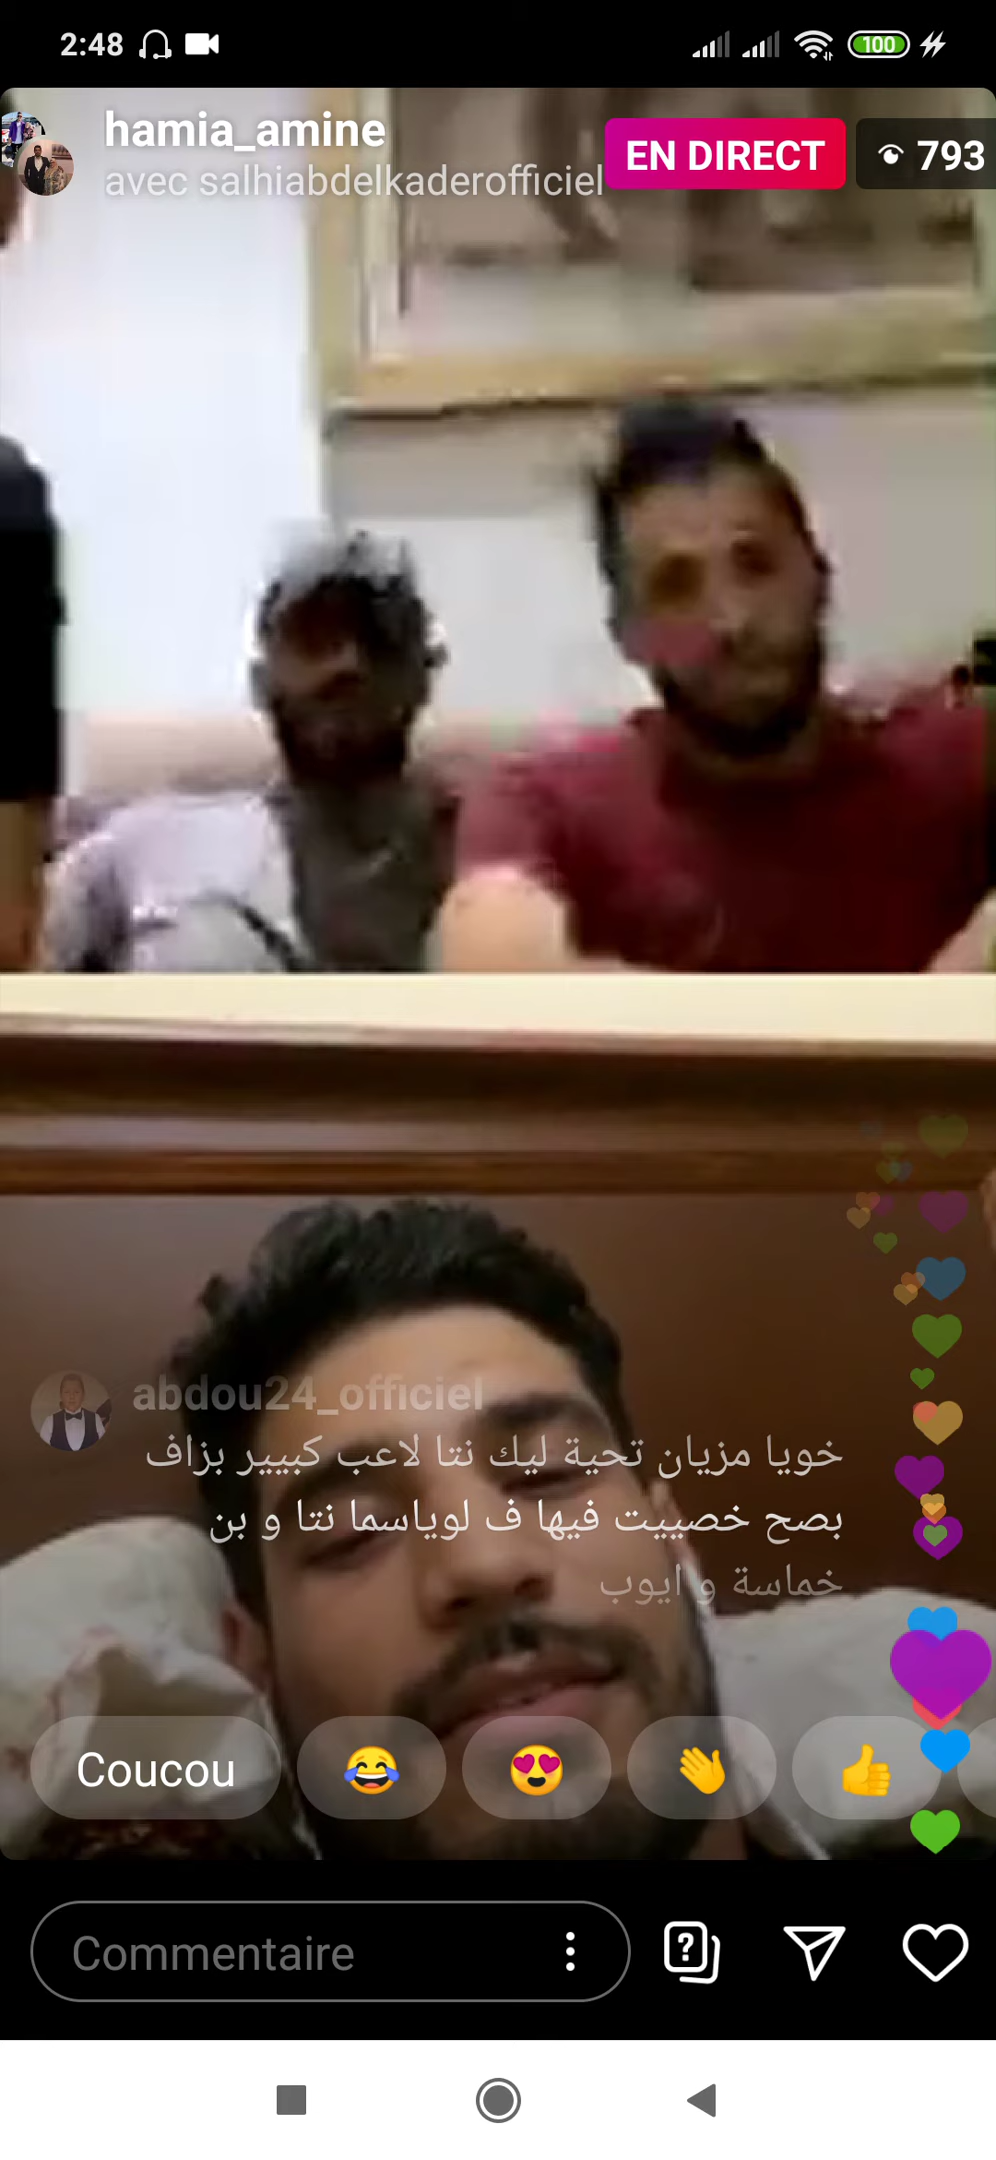 2:48
100
hamia_amine
avec salhiabdelkaderofficiel
EN DIRECT
793
abdou24_officiel
خويا مزيان تحية ليك نتا لاعب كبييير بزاف
بصح خصييت فيها ف لوياسما نتا و بن
خماسة و ايوب
Coucou
Commentaire